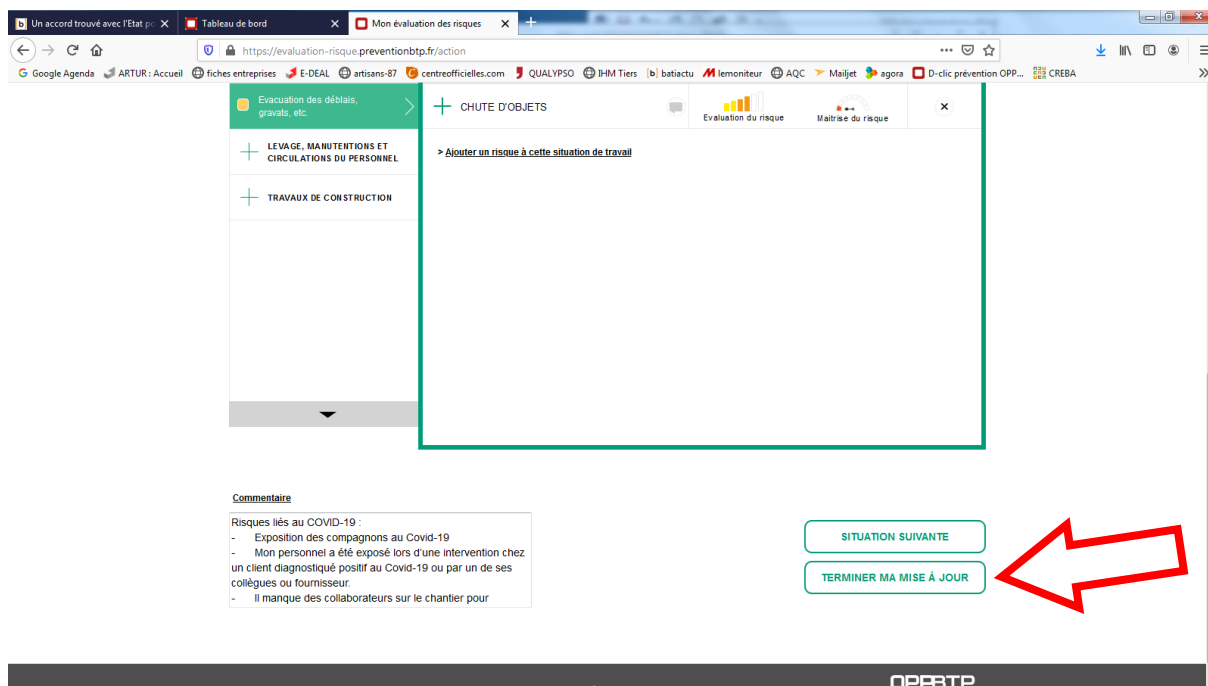 Un accord trouvé avec l'Etat po
Tableau de bord
Mon évaluation des risques
https://evaluation-risque.preventionbtp.fr/action
Google Agenda
ARTUR : Accueil
fiches entreprises
E-DEAL
artisans-87
centreofficielles.com
QUALYPSO
IHM Tiers
batiactu
lemoniteur
AQC
Mailjet
agora
D-clic prévention OPP...
CREBA
Evacuation des déblais,
gravats, etc.
LEVAGE, MANUTENTIONS ET
CIRCULATIONS DU PERSONNEL
TRAVAUX DE CONSTRUCTION
CHUTE D'OBJETS
Evaluation du risque
Maitrise du risque
> Ajouter un risque à cette situation de travail
Commentaire
Risques liés au COVID-19 :
- Exposition des compagnons au Covid-19
- Mon personnel a été exposé lors d'une intervention chez
un client diagnostiqué positif au Covid-19 ou par un de ses
collègues ou fournisseur.
- Il manque des collaborateurs sur le chantier pour
SITUATION SUIVANTE
TERMINER MA MISE À JOUR
OPPBTP